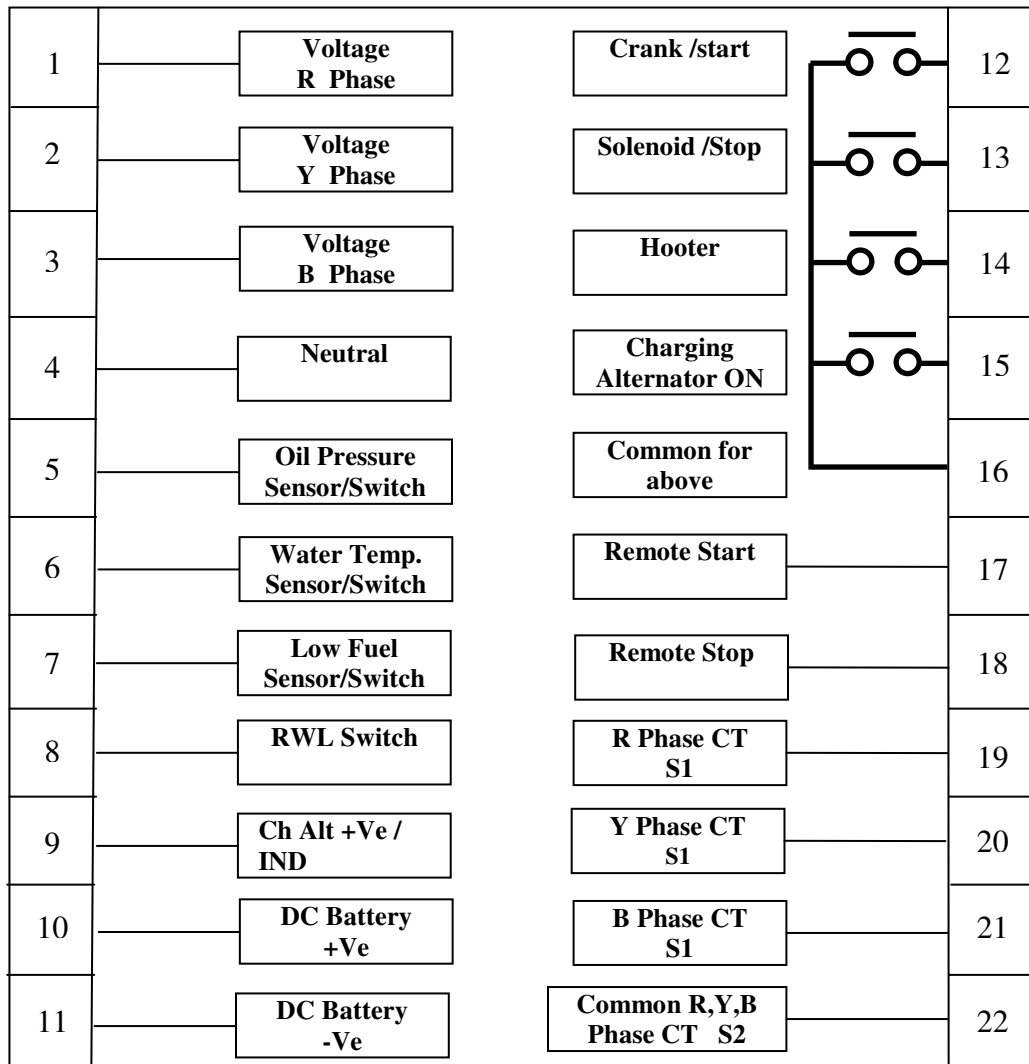 1
Voltage
R Phase
Crank /start
12
2
Voltage
Y Phase
Solenoid /Stop
13
3
Voltage
B Phase
Hooter
14
4
Neutral
Charging
Alternator ON
15
5
Oil Pressure
Sensor/Switch
Common for
above
16
6
Water Temp.
Sensor/Switch
Remote Start
17
7
Low Fuel
Sensor/Switch
Remote Stop
18
8
RWL Switch
R Phase CT
S1
19
9
Ch Alt +Ve /
IND
Y Phase CT
S1
20
10
DC Battery
+Ve
B Phase CT
S1
21
11
DC Battery
-Ve
Common R,Y,B
Phase CT S2
22